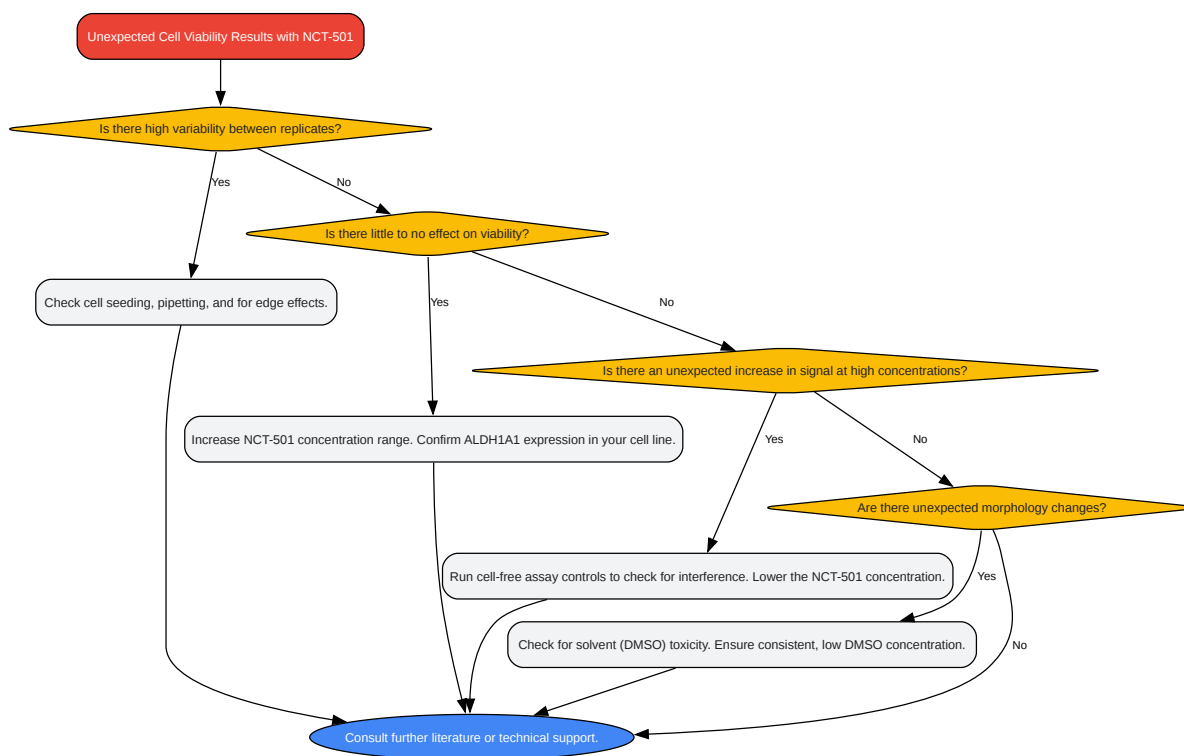 Unexpected Cell Viability Results with NCT-501
Is there high variability between replicates?
Yes
No
Is there little to no effect on viability?
Check cell seeding, pipetting, and for edge effects.
Yes
No
Is there an unexpected increase in signal at high concentrations?
Increase NCT-501 concentration range. Confirm ALDH1A1 expression in your cell line.
Yes
No
Are there unexpected morphology changes?
Run cell-free assay controls to check for interference. Lower the NCT-501 concentration.
Yes
Check for solvent (DMSO) toxicity. Ensure consistent, low DMSO concentration.
No
Consult further literature or technical support.